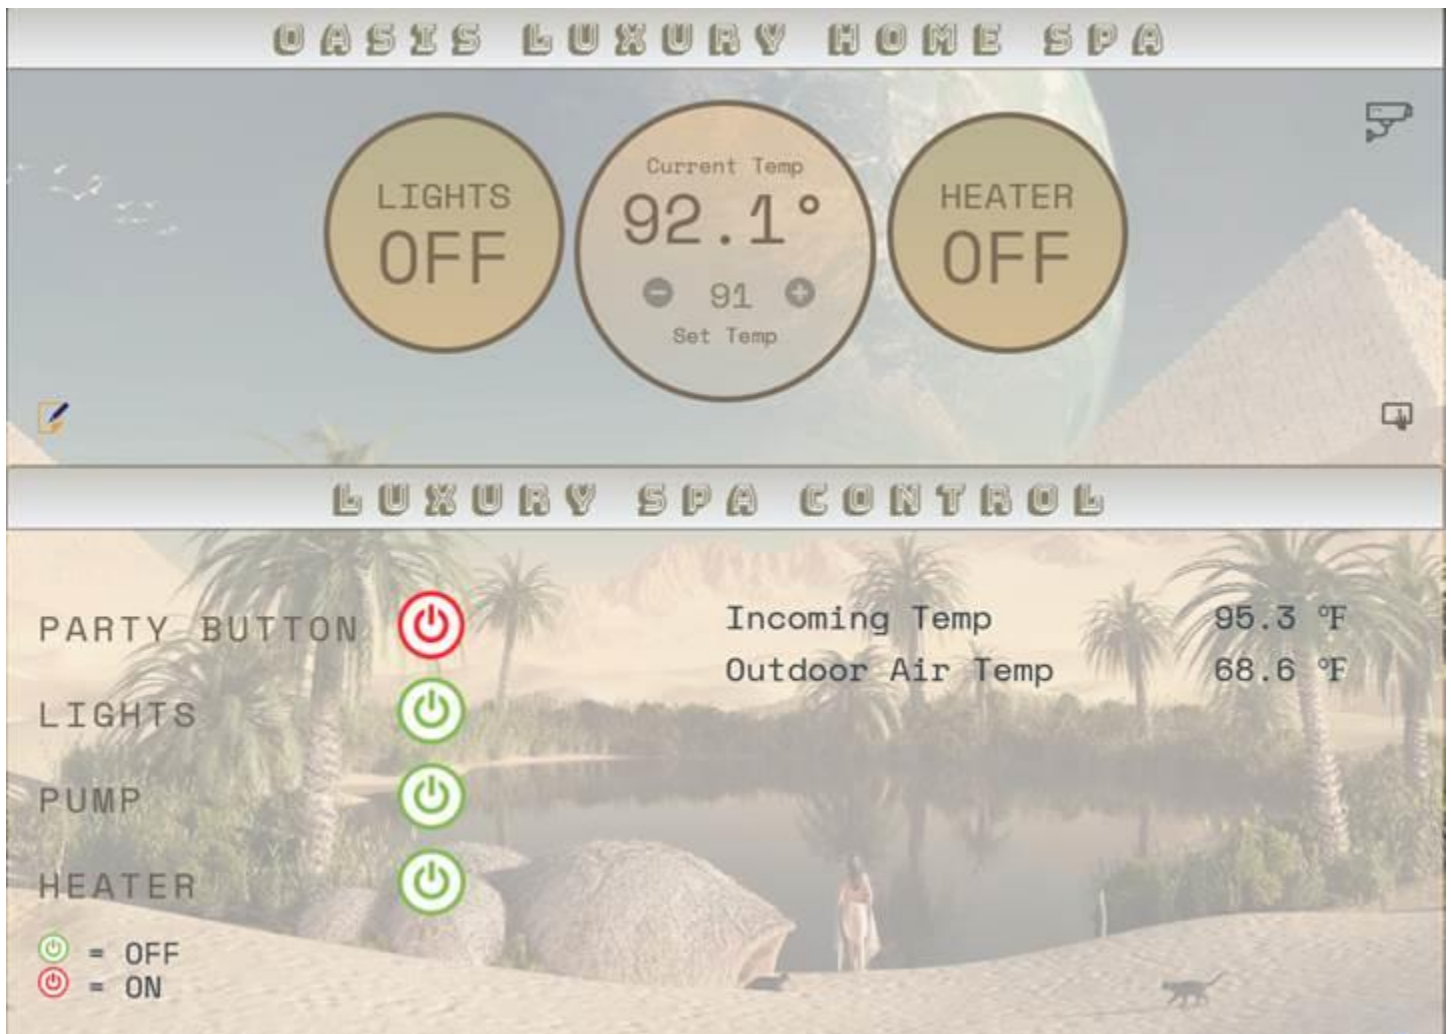 OASIS LUXURY HOME SPA
LIGHTS
OFF
Current Temp
92.1°
91
Set Temp
HEATER
OFF
LUXURY SPA CONTROL
PARTY BUTTON
LIGHTS
PUMP
HEATER
= OFF
= ON
Incoming Temp 95.3 °F
Outdoor Air Temp 68.6 °F